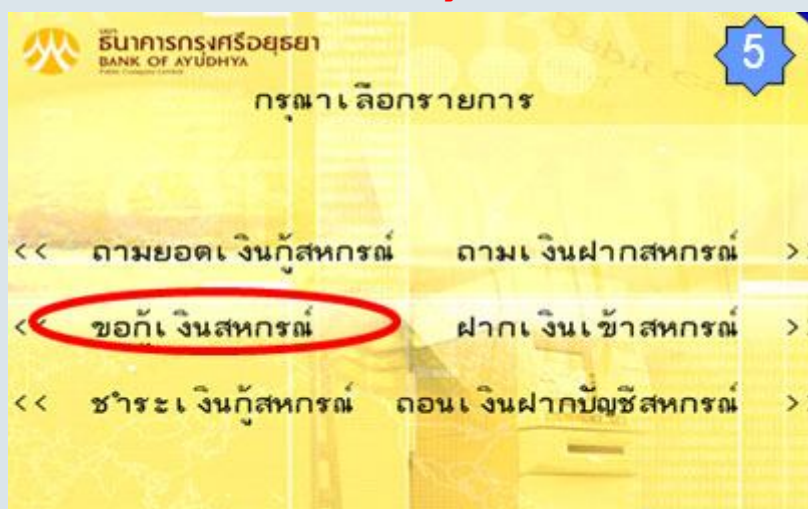 ธนาคารกรุงศรีอยุธยา
BANK OF AYUDHYA
5
กรุณาเลือกรายการ
<< ถามยอดเงินกู้สหกรณ์ ถามเงินฝากสหกรณ์ >
<< ขอกู้เงินสหกรณ์ ฝากเงินเข้าสหกรณ์ >
<< ชำระเงินกู้สหกรณ์ ถอนเงินฝากบัญชีสหกรณ์ >